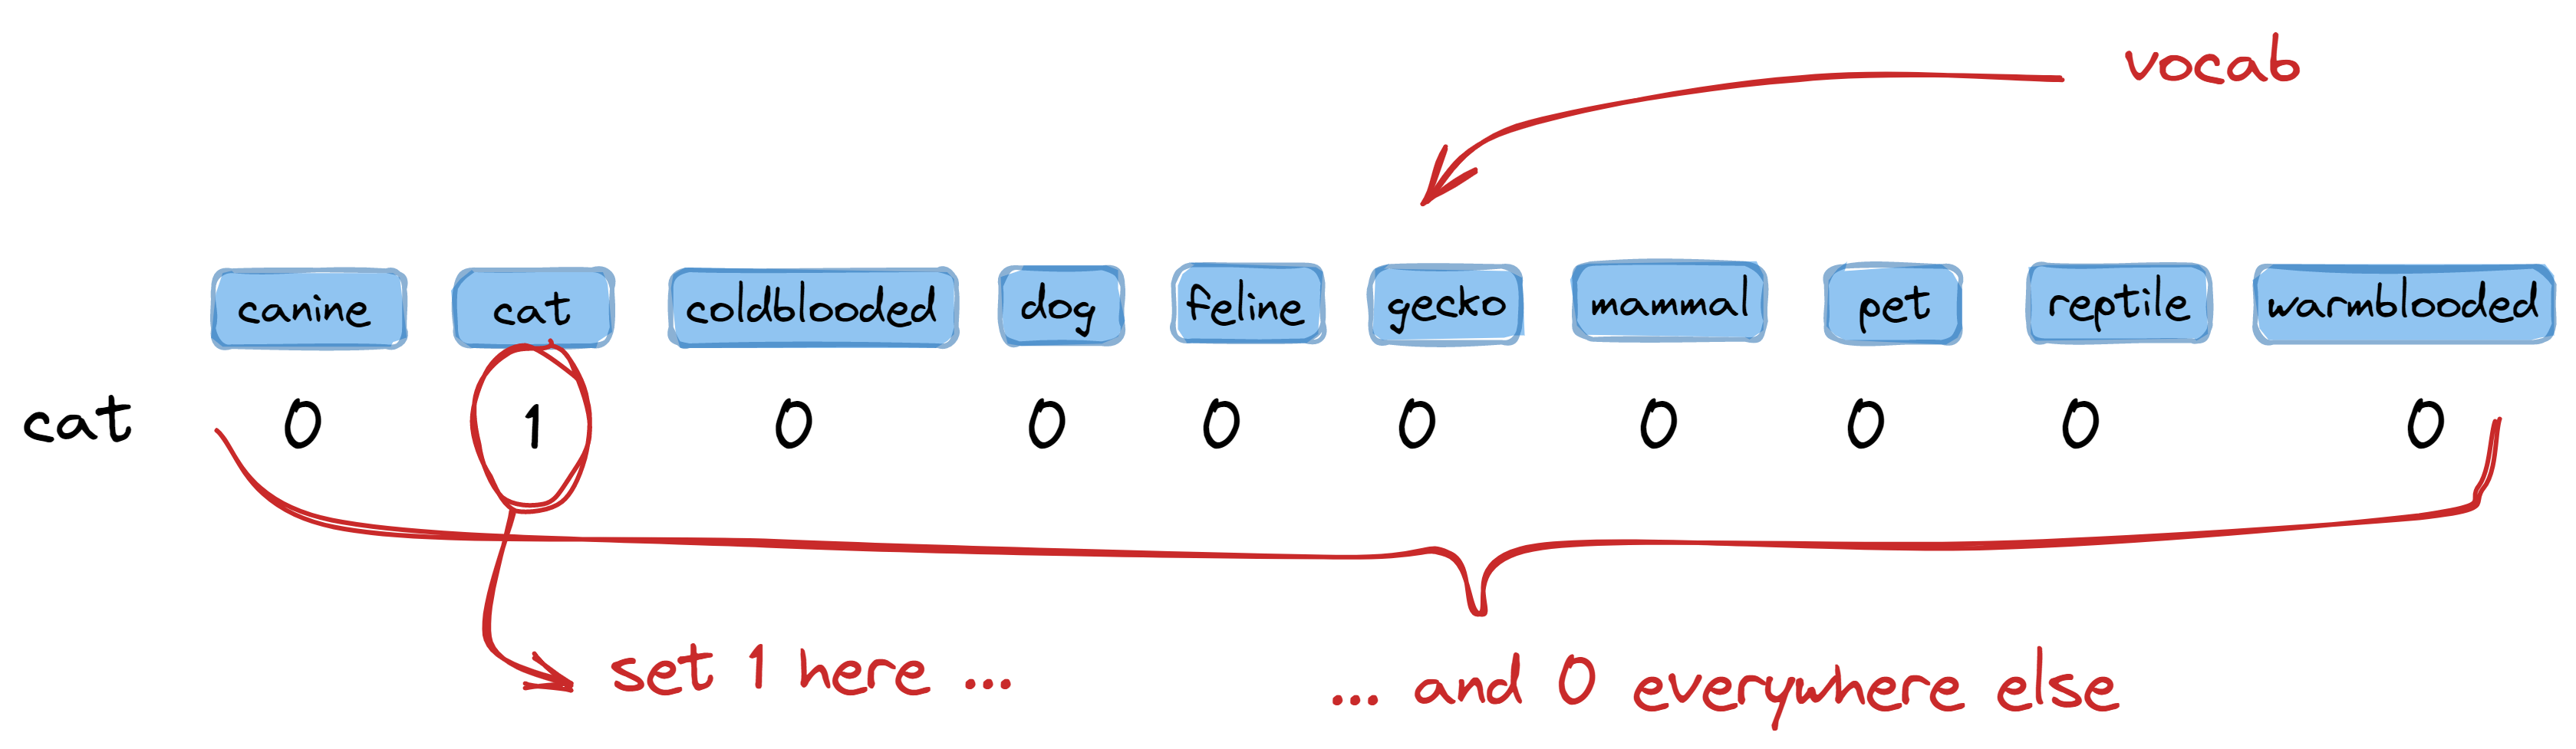 vocab
canine cat coldblooded dog feline gecko mammal pet reptile warmblooded
cat 0 1 0 0 0 0 0 0 0 0
set 1 here ... ... and 0 everywhere else